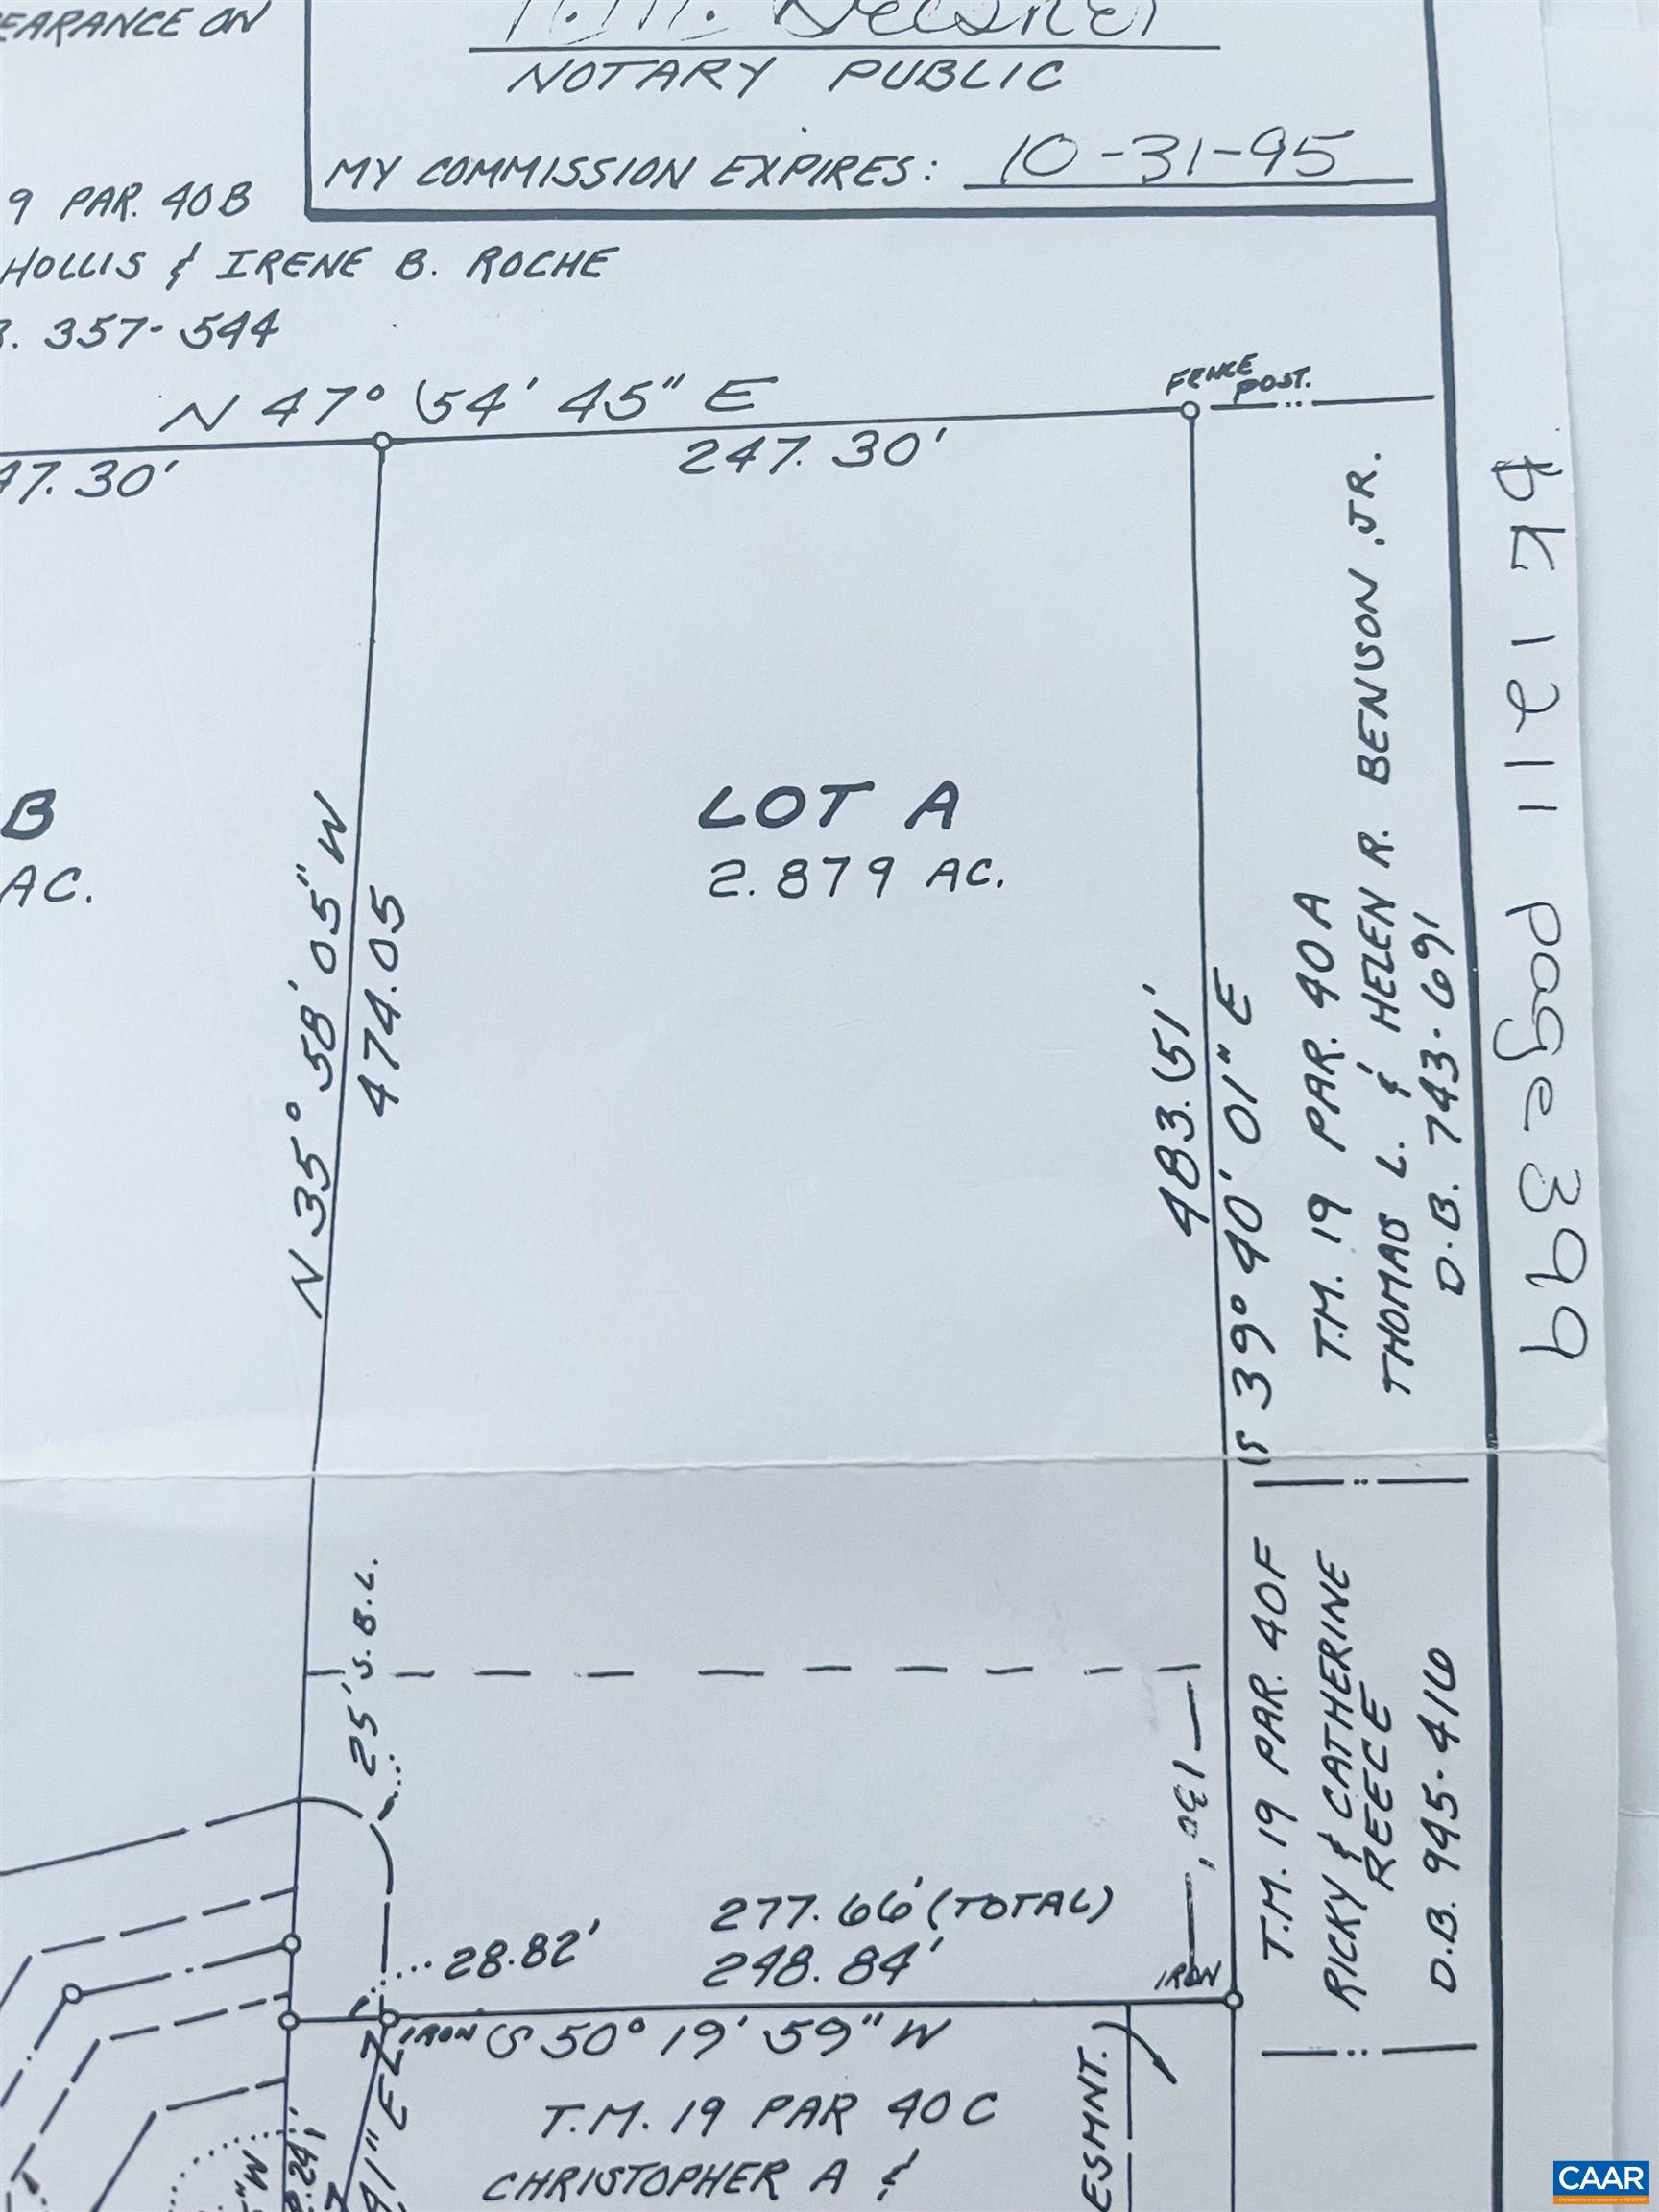 EARANCE ON
NOTARY PUBLIC
MY COMMISSION EXPIRES: 10-31-95
9 PAR. 40B
HOLLIS & IRENE B. ROCHE
B. 357-544
N 47° 54' 45" E
FENCE POST.
47.30'
247.30'
B
AC.
LOT A
2.879 AC.
N 35° 58' 05" W
474.05
483.51'
S 39° 40' 01" E
T.M. 19 PAR. 40A
THOMAS L. & HELEN R. BENSON JR.
D.B. 743-691
1211 page 399
25' S.B.L.
130'
T.M. 19 PAR. 40F
RICKY & CATHERINE
REECE
D.B. 945-416
277.66' (TOTAL)
28.82'
248.84'
IRON
IRON
S 50° 19' 59" W
T.M. 19 PAR 40C
CHRISTOPHER A &
ESMNT.
41" E
"W
.24'
CAAR